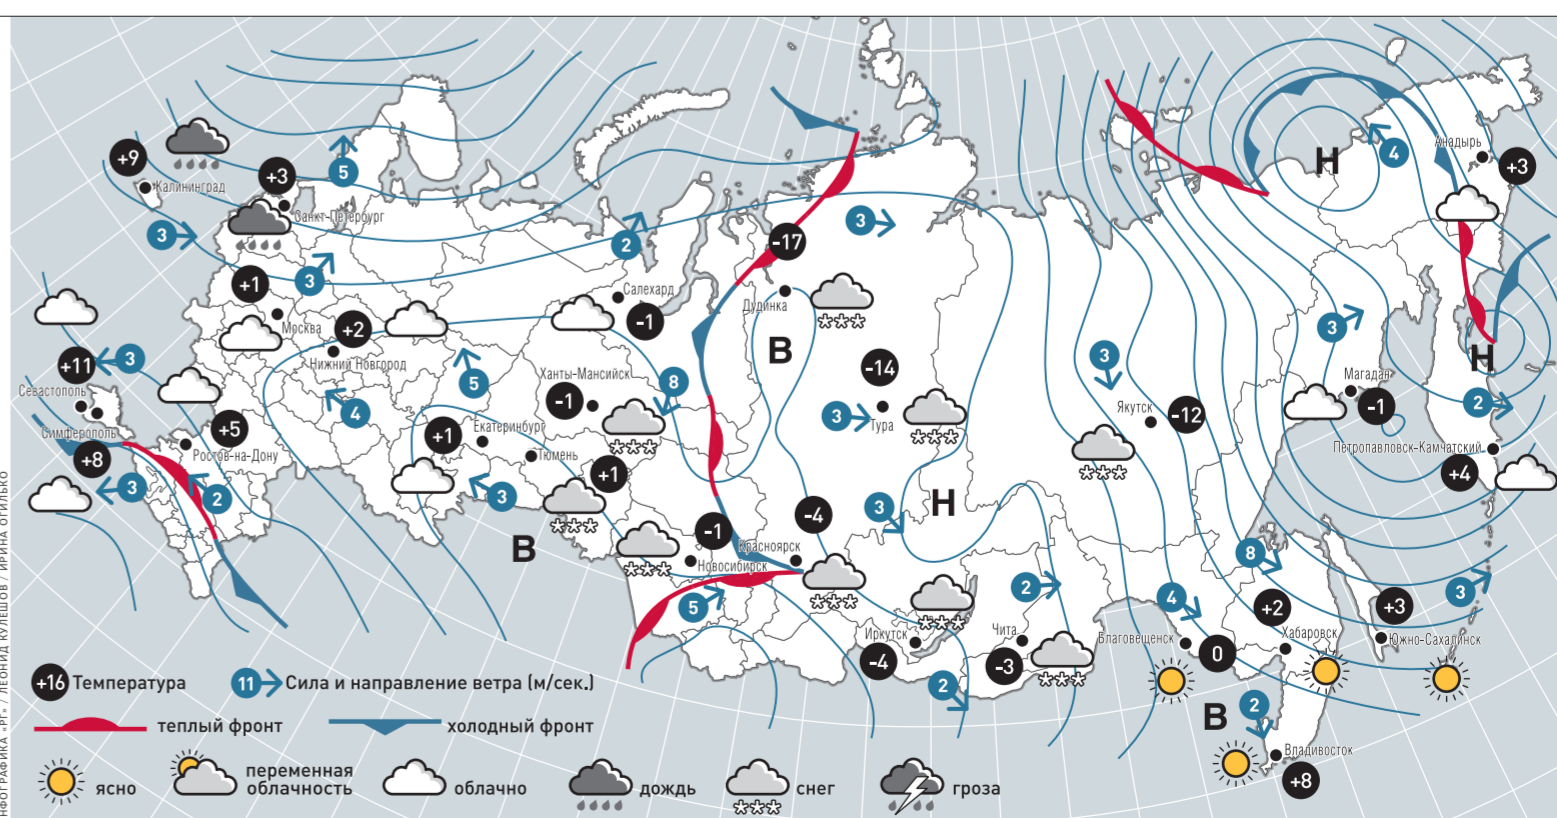 +9
Калининград
+3
Санкт-Петербург
5
3
3
2
3
4
Н
Анадырь
+3
+1
Москва
+2
Нижний Новгород
Салехард
-1
-17
Дудинка
В
+11
3
Севастополь
Симферополь
+8
3
+5
Ростов-на-Дону
2
5
4
Ханты-Мансийск
-1
8
+1
Екатеринбург
Тюмень
+1
3
В
-14
3
Тура
3
Якутск
-12
3
Магадан
-1
Н
2
Петропавловск-Камчатский
+4
-1
Новосибирск
-4
Красноярск
3
Н
5
Иркутск
-4
2
2
Чита
-3
4
8
Благовещенск
0
+2
Хабаровск
+3
Южно-Сахалинск
3
В
2
Владивосток
+8
+16 Температура
11 Сила и направление ветра (м/сек.)
теплый фронт
холодный фронт
ясно
переменная
облачность
облачно
дождь
снег
гроза
НФОГРАФИКА «РГ» / ЛЕОНИД КУЛЕШОВ / ИРИНА ОГИЛЬКО